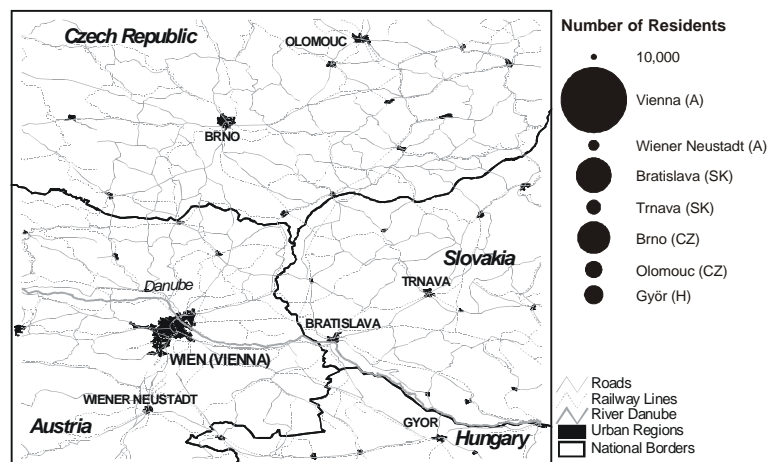 Czech Republic
OLOMOUC
BRNO
Slovakia
Danube
TRNAVA
BRATISLAVA
WIEN (VIENNA)
WIENER NEUSTADT
Austria
GYOR
Hungary
Number of Residents
10,000
Vienna (A)
Wiener Neustadt (A)
Bratislava (SK)
Trnava (SK)
Brno (CZ)
Olomouc (CZ)
Györ (H)
Roads
Railway Lines
River Danube
Urban Regions
National Borders